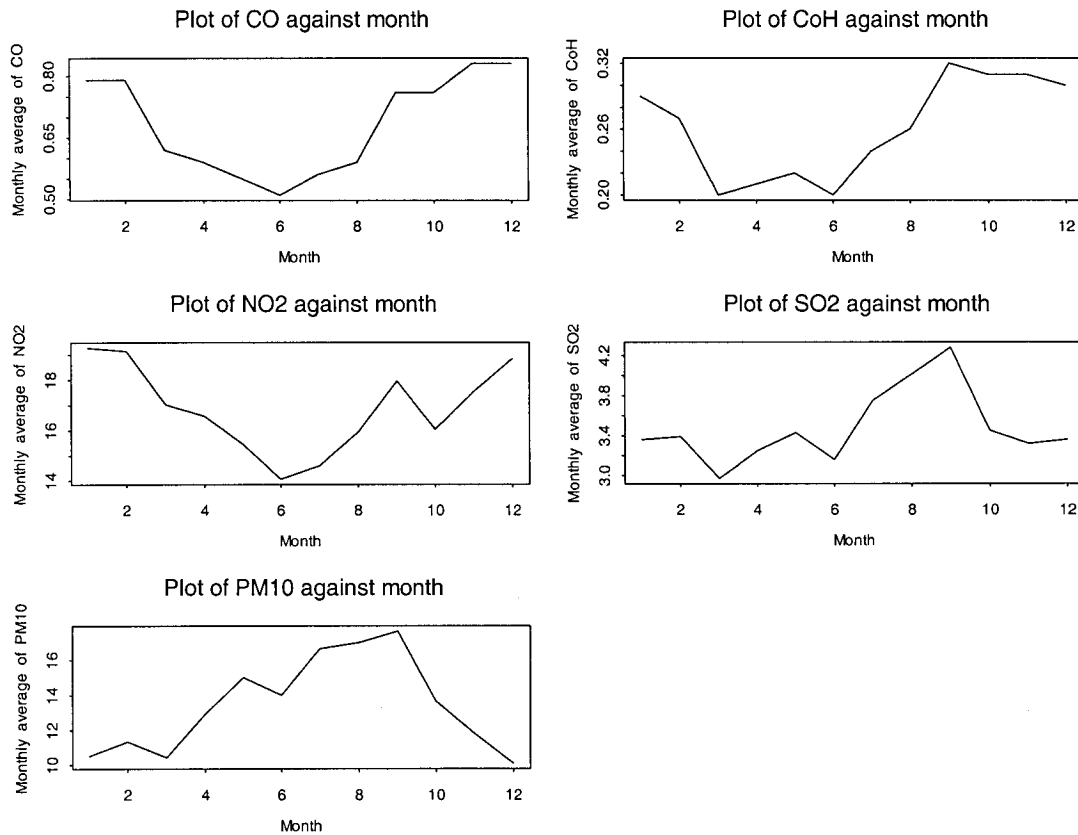 Plot of CO against month
Monthly average of CO
0.50 0.65 0.80
2 4 6 8 10 12
Month
Plot of CoH against month
Monthly average of CoH
0.20 0.26 0.32
2 4 6 8 10 12
Month
Plot of NO2 against month
Monthly average of NO2
14 16 18
2 4 6 8 10 12
Month
Plot of SO2 against month
Monthly average of SO2
3.0 3.4 3.8 4.2
2 4 6 8 10 12
Month
Plot of PM10 against month
Monthly average of PM10
10 12 14 16
2 4 6 8 10 12
Month